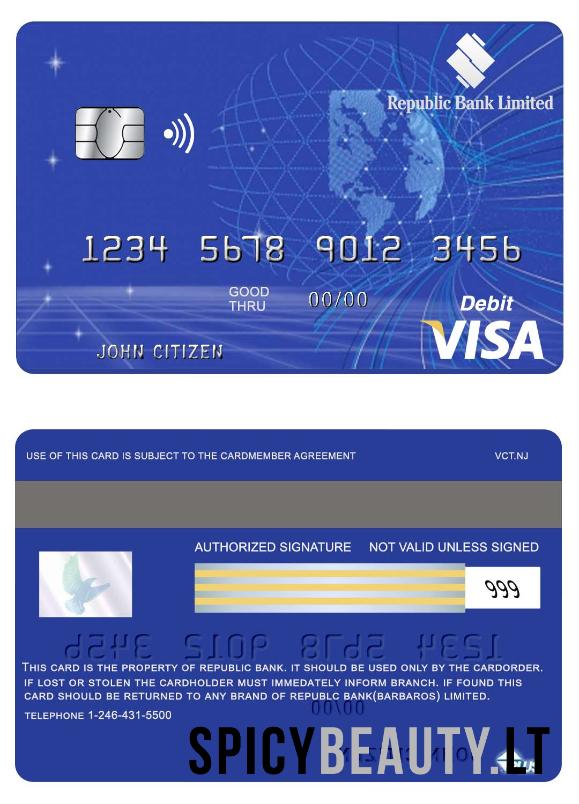 Republic Bank Limited
1234 5678 9012 3456
GOOD
THRU 00/00
Debit
VISA
JOHN CITIZEN
USE OF THIS CARD IS SUBJECT TO THE CARDMEMBER AGREEMENT VCT.NJ
AUTHORIZED SIGNATURE NOT VALID UNLESS SIGNED
999
THIS CARD IS THE PROPERTY OF REPUBLIC BANK. IT SHOULD BE USED ONLY BY THE CARDORDER.
IF LOST OR STOLEN THE CARDHOLDER MUST IMMEDATELY INFORM BRANCH. IF FOUND THIS
CARD SHOULD BE RETURNED TO ANY BRAND OF REPUBLC BANK(BARBAROS) LIMITED.
00/00
TELEPHONE 1-246-431-5500
SPICYBEAUTY.LT